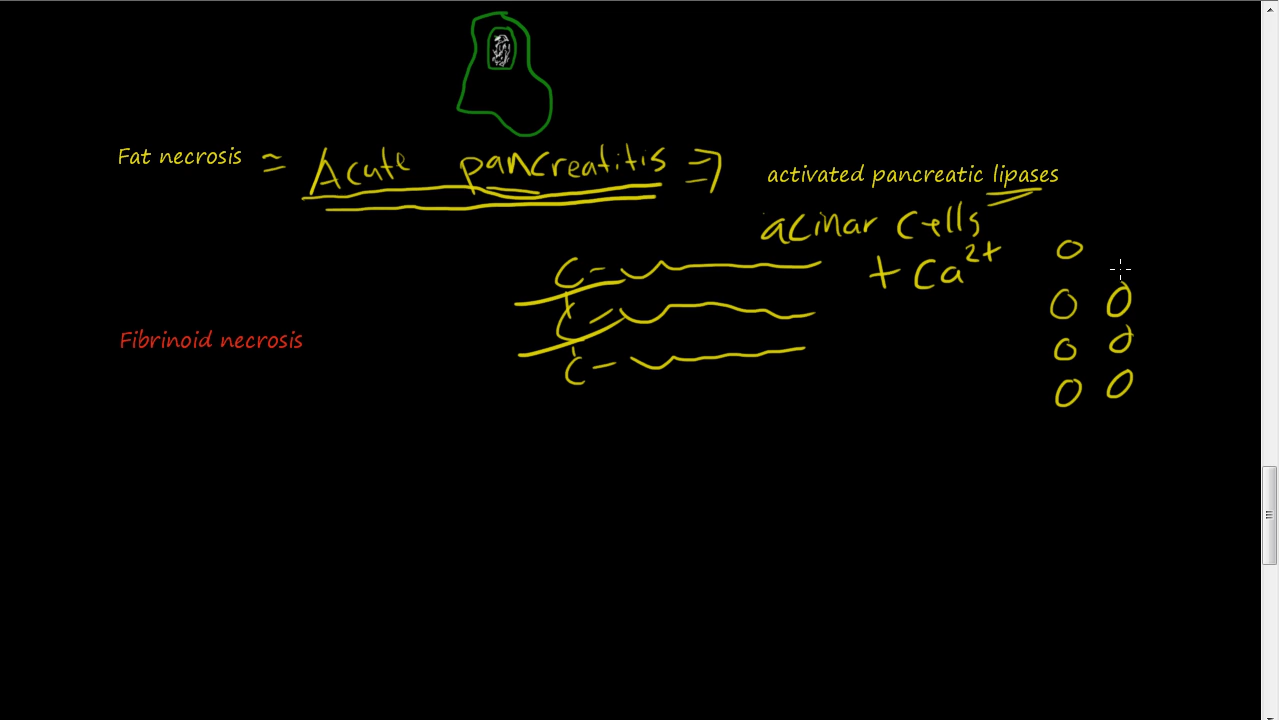 Fat necrosis = Acute pancreatitis ⇒ activated pancreatic lipases
acinar cells
+ Ca2+
C-
C-
C-
Fibrinoid necrosis